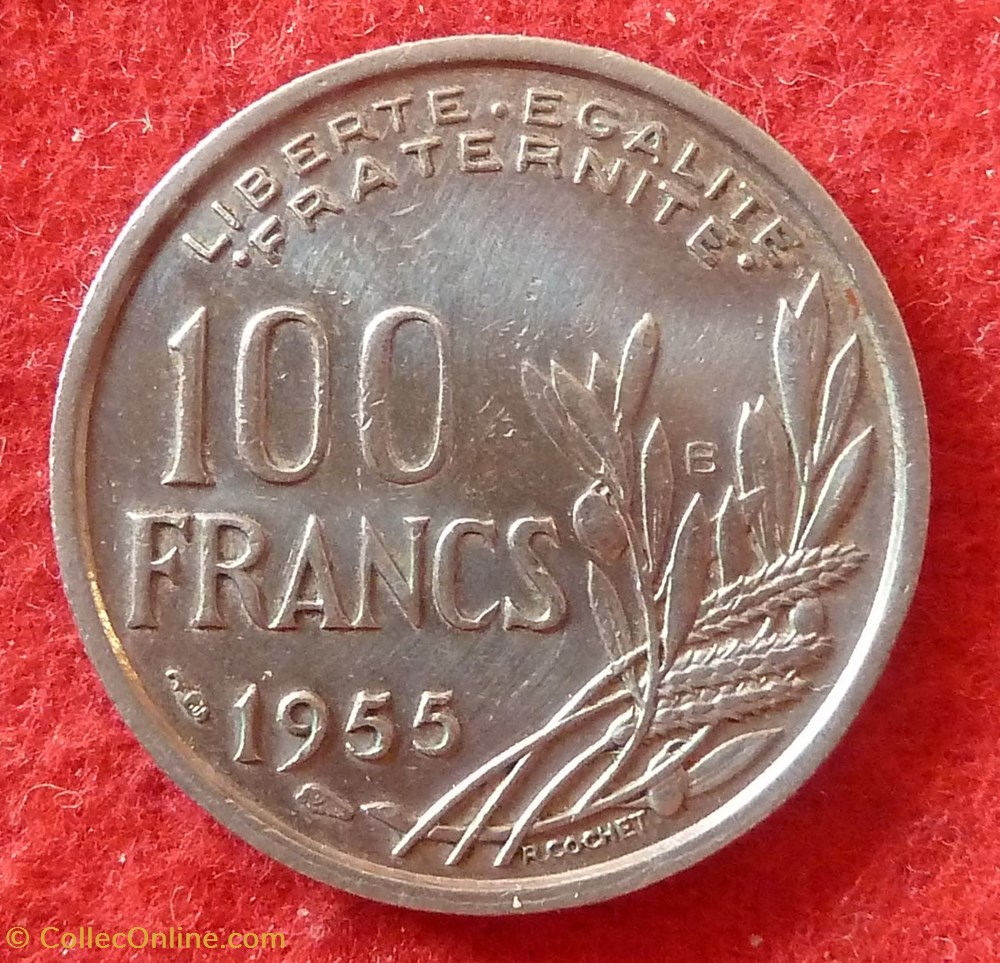 LIBERTE · EGALITE
· FRATERNITE ·
100
FRANCS
B
1955
R. COCHET
© CollecOnline.com